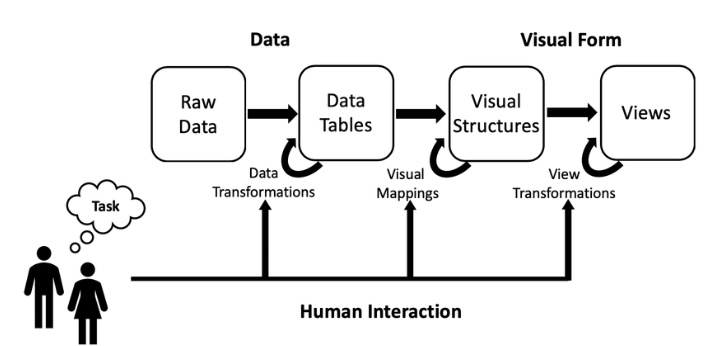 Data
Visual Form
Raw
Data
Data
Tables
Visual
Structures
Views
Data
Transformations
Visual
Mappings
View
Transformations
Task
Human Interaction